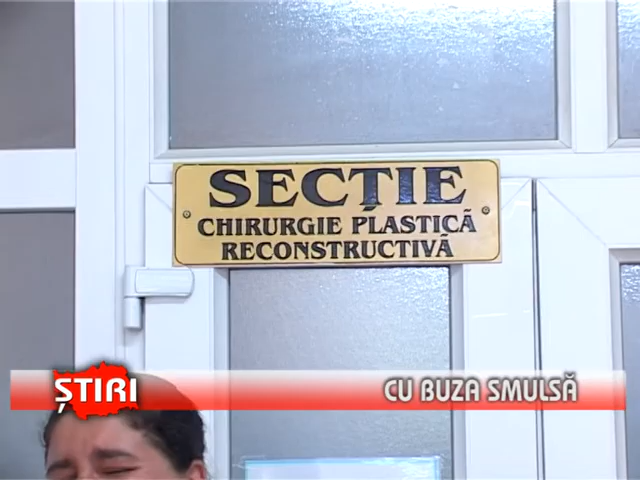 SECȚIE
CHIRURGIE PLASTICĂ
RECONSTRUCTIVĂ
ȘTIRI
CU BUZA SMULSĂ